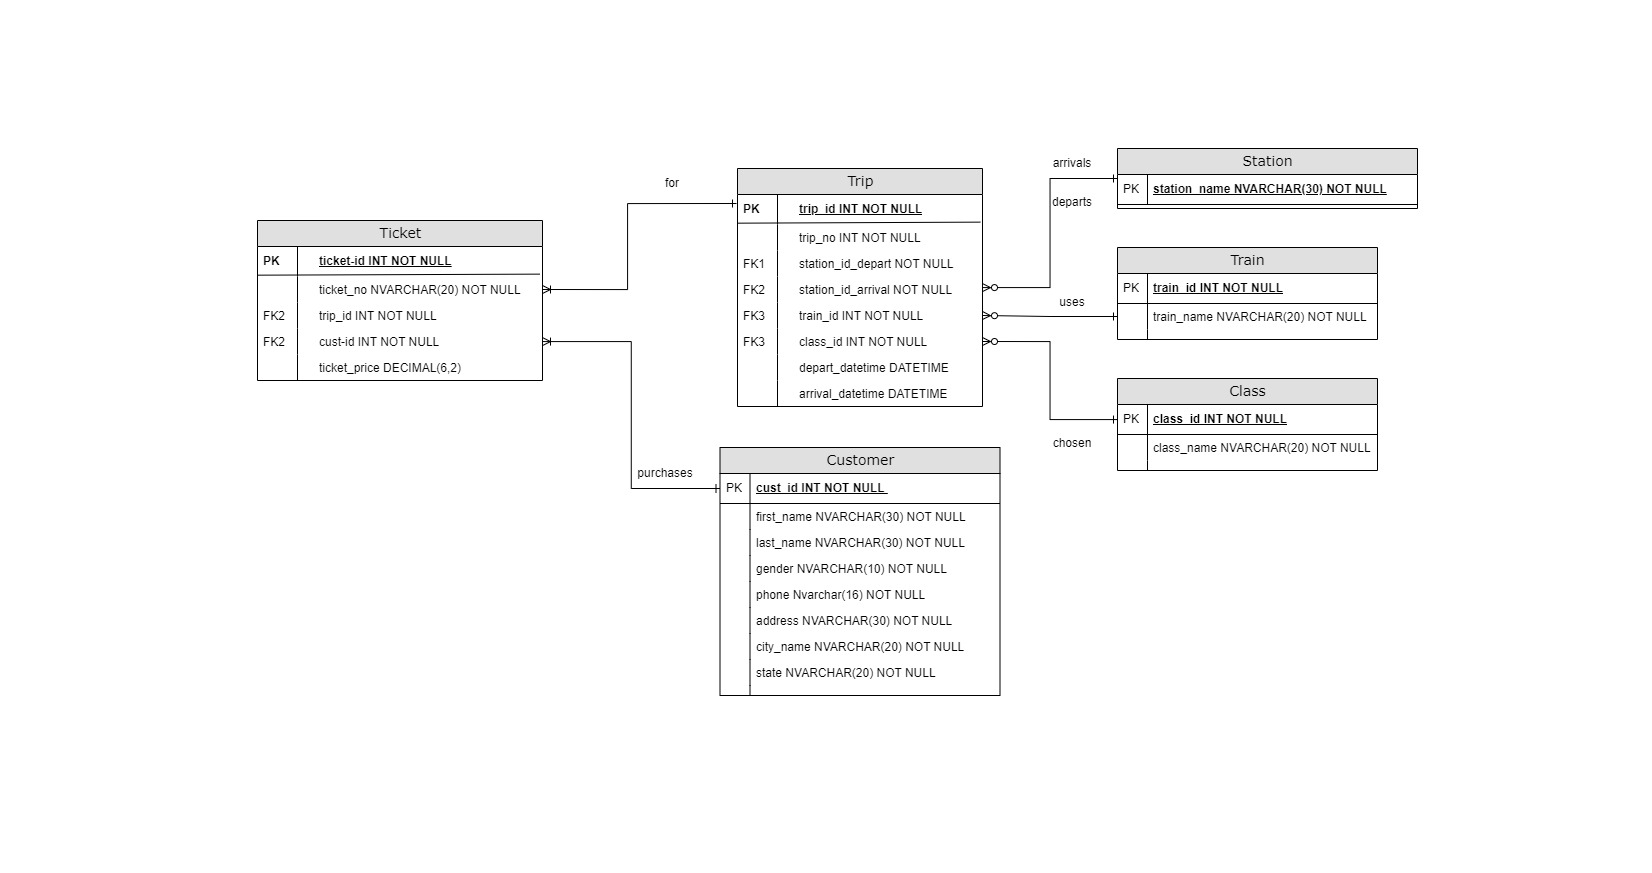 for
purchases
arrivals
departs
uses
chosen
Ticket
PK ticket-id INT NOT NULL
ticket_no NVARCHAR(20) NOT NULL
FK2 trip_id INT NOT NULL
FK2 cust-id INT NOT NULL
ticket_price DECIMAL(6,2)
Trip
PK trip_id INT NOT NULL
trip_no INT NOT NULL
FK1 station_id_depart NOT NULL
FK2 station_id_arrival NOT NULL
FK3 train_id INT NOT NULL
FK3 class_id INT NOT NULL
depart_datetime DATETIME
arrival_datetime DATETIME
Customer
PK cust_id INT NOT NULL
first_name NVARCHAR(30) NOT NULL
last_name NVARCHAR(30) NOT NULL
gender NVARCHAR(10) NOT NULL
phone Nvarchar(16) NOT NULL
address NVARCHAR(30) NOT NULL
city_name NVARCHAR(20) NOT NULL
state NVARCHAR(20) NOT NULL
Station
PK station_name NVARCHAR(30) NOT NULL
Train
PK train_id INT NOT NULL
train_name NVARCHAR(20) NOT NULL
Class
PK class_id INT NOT NULL
class_name NVARCHAR(20) NOT NULL